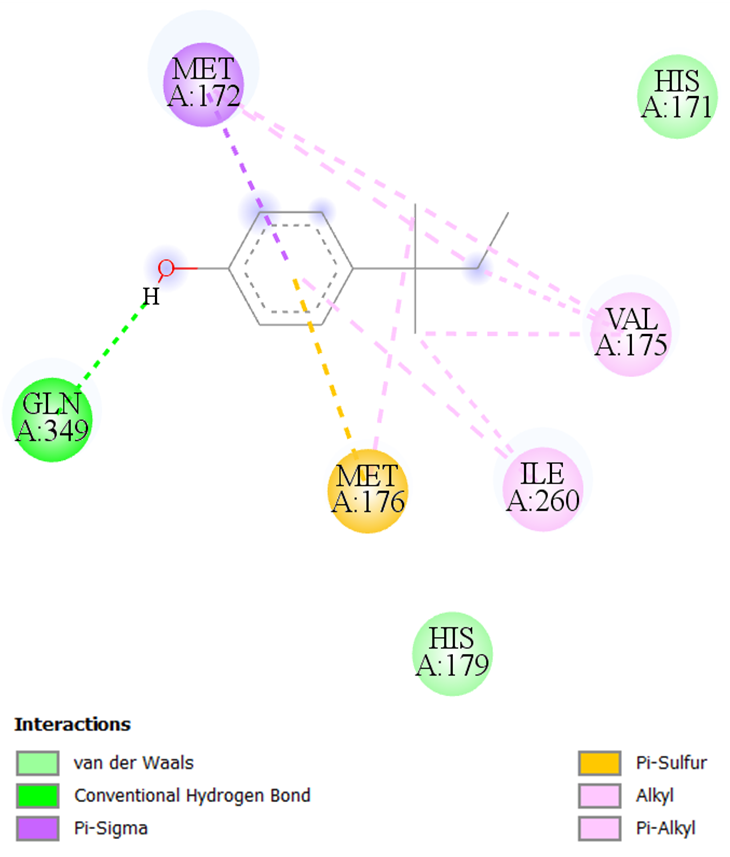 MET
A:172
HIS
A:171
O
H
VAL
A:175
GLN
A:349
MET
A:176
ILE
A:260
HIS
A:179
Interactions
van der Waals
Conventional Hydrogen Bond
Pi-Sigma
Pi-Sulfur
Alkyl
Pi-Alkyl